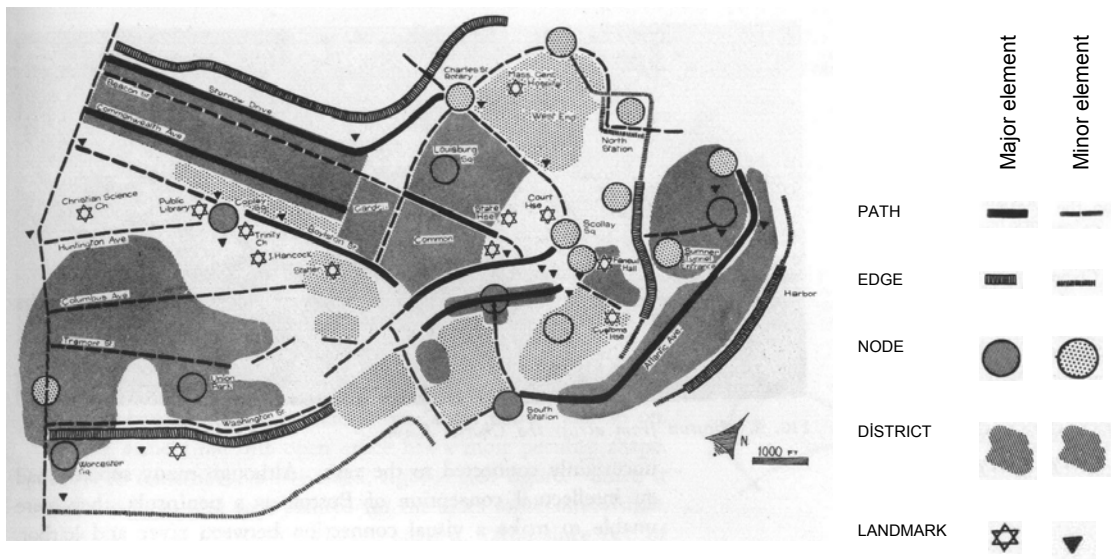 Charles St.
Rotary
Mass. Genl
Hospital
West End
North
Station
Storrow Drive
Beacon St
Commonwealth Ave
Louisburg
Sq
Christian Science
Ch.
Public
Library
Copley
Sq
Trinity
Ch
J. Hancock
Boylston St
Statler
Common
State
Hse
Court
Hse
Scollay
Sq
Faneuil
Hall
Customs
Hse
Sumner
Tunnel
Entrance
Harbor
Atlantic Ave
Huntington Ave
Columbus Ave
Tremont St
Union
Park
Washington St
South
Station
Worcester
Sq
N
1000 FT
Major element
Minor element
PATH
EDGE
NODE
DİSTRICT
LANDMARK